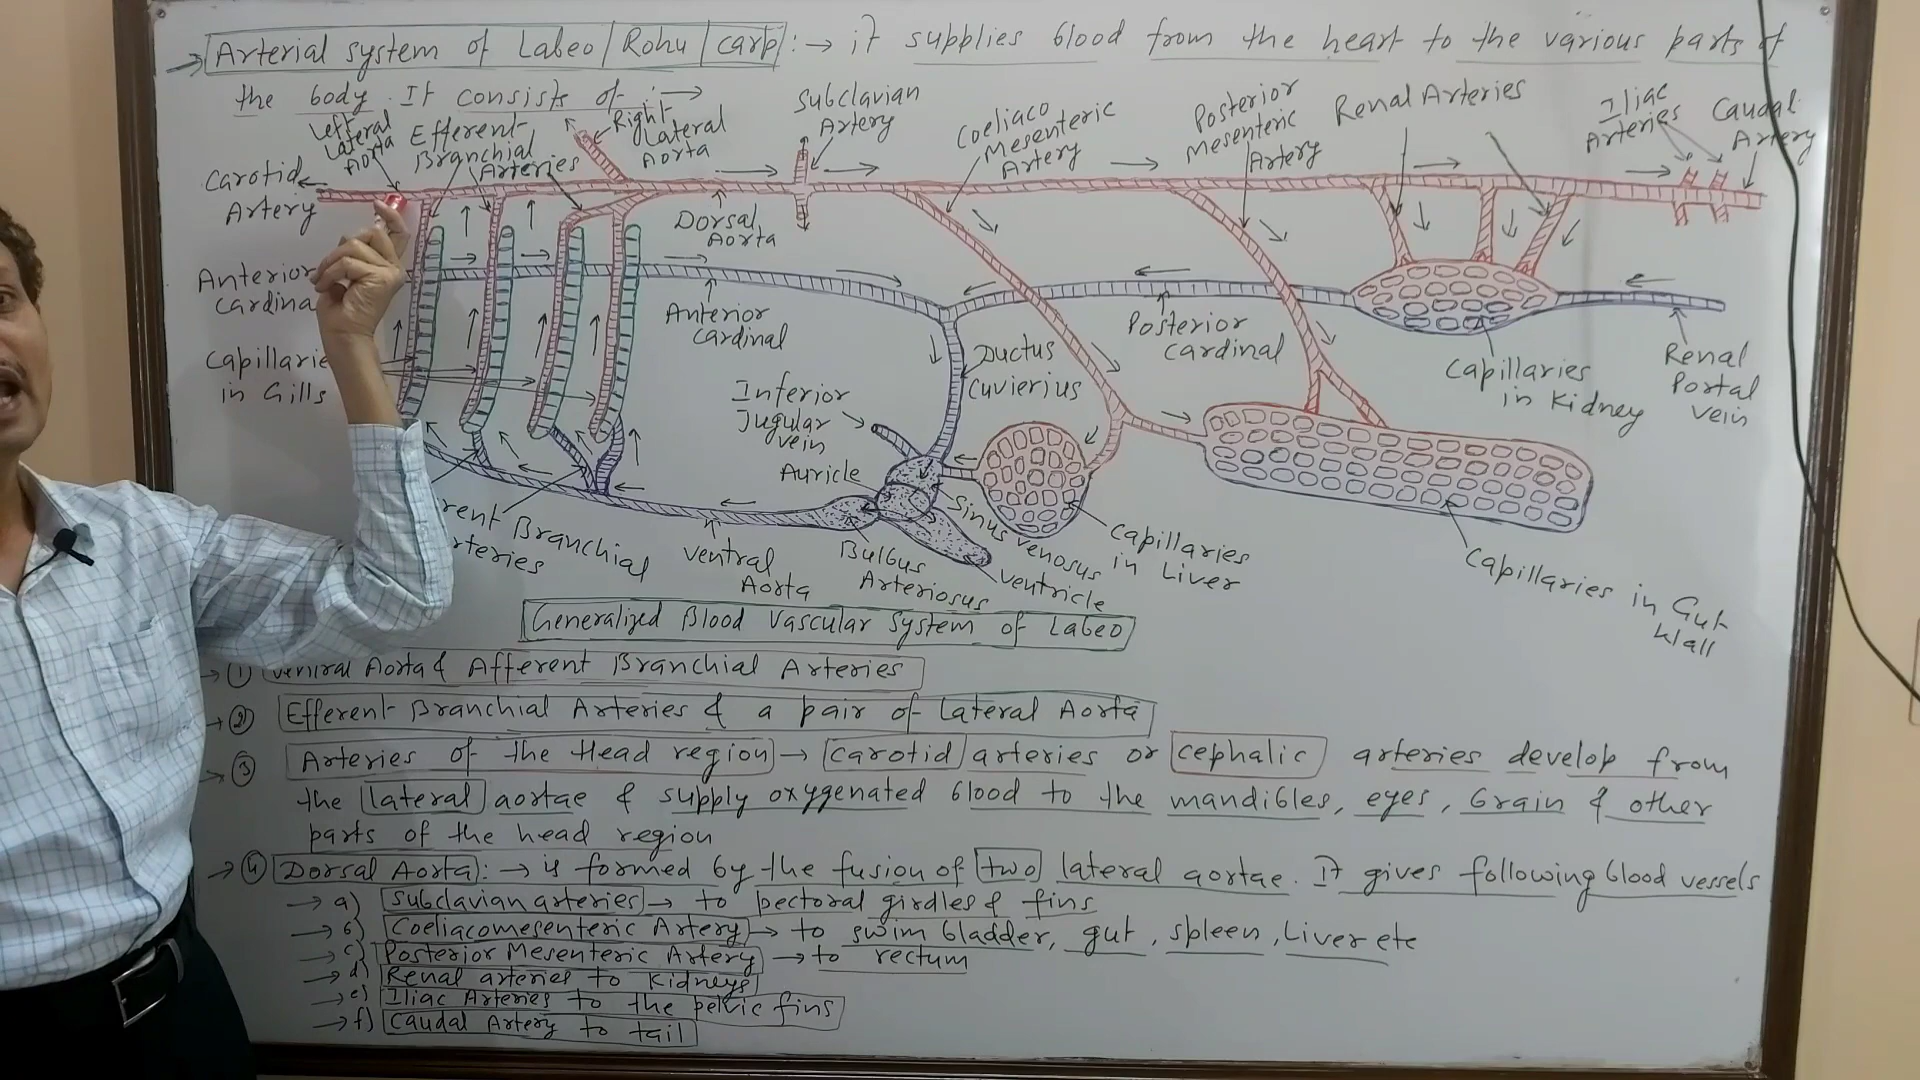 → Arterial system of Labeo/Rohu/carp :→ it supplies blood from the heart to the various parts of
the body. It consists of :→
Left
Lateral
Aorta
Efferent
Branchial
Arteries
Right
Lateral
Aorta
Subclavian
Artery
Coeliaco
Mesenteric
Artery
Posterior
Mesenteric
Artery
Renal Arteries
Iliac
Arteries
Caudal
Artery
Carotid
Artery
Dorsal
Aorta
Anterior
Cardina
Anterior
Cardinal
Posterior
Cardinal
Ductus
Cuvierius
Capillaries
in Kidney
Renal
Portal
vein
Capillarie
in Gills
Inferior
Jugular
vein
Auricle
Sinus venosus
Ventricle
Capillaries
in Liver
Capillaries in Gut
Wall
rent Branchial
rteries
Ventral
Aorta
Bulbus
Arteriosus
Generalized Blood Vascular System of Labeo
→ (1) Ventral Aorta & Afferent Branchial Arteries
→ (2) Efferent Branchial Arteries & a pair of Lateral Aorta
→ (3) Arteries of the Head region → Carotid arteries or cephalic arteries develop from
the lateral aortae & supply oxygenated blood to the mandibles, eyes, brain & other
parts of the head region
→ (4) Dorsal Aorta :→ is formed by the fusion of two lateral aortae. It gives following blood vessels
→ a) Subclavian arteries → to pectoral girdles & fins
→ b) Coeliacomesenteric Artery → to swim bladder, gut, spleen, Liver etc
→ c) Posterior Mesenteric Artery → to rectum
→ d) Renal arteries to Kidneys
→ e) Iliac Arteries to the pelvic fins
→ f) Caudal Artery to tail